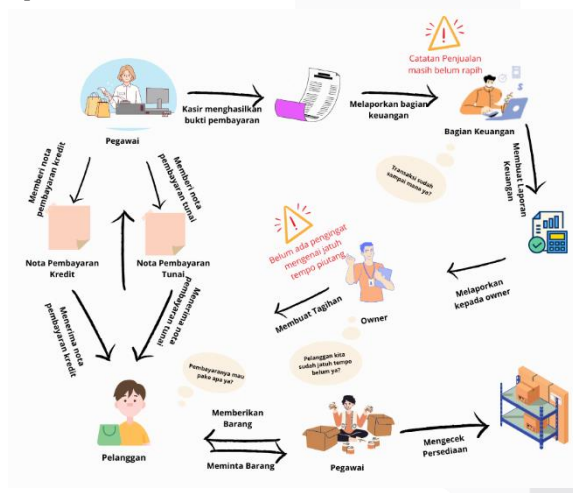 Catatan Penjualan
masih belum rapih
Kasir menghasilkan
bukti pembayaran
Melaporkan bagian
keuangan
Pegawai
Bagian Keuangan
Memberi nota
pembayaran kredit
Memberi nota
pembayaran tunai
Transaksi sudah
sampai mana ya?
Membuat Laporan
Keuangan
Belum ada pengingat
mengenai jatuh
tempo piutang
Nota Pembayaran
Kredit
Nota Pembayaran
Tunai
Melaporkan
kepada owner
Membuat Tagihan
Owner
Menerima nota
pembayaran kredit
Menerima nota
pembayaran tunai
Pelanggan kita
sudah jatuh tempo
belum ya?
Pembayaranya mau
pake apa ya?
Memberikan
Barang
Meminta Barang
Pelanggan
Pegawai
Mengecek
Persediaan